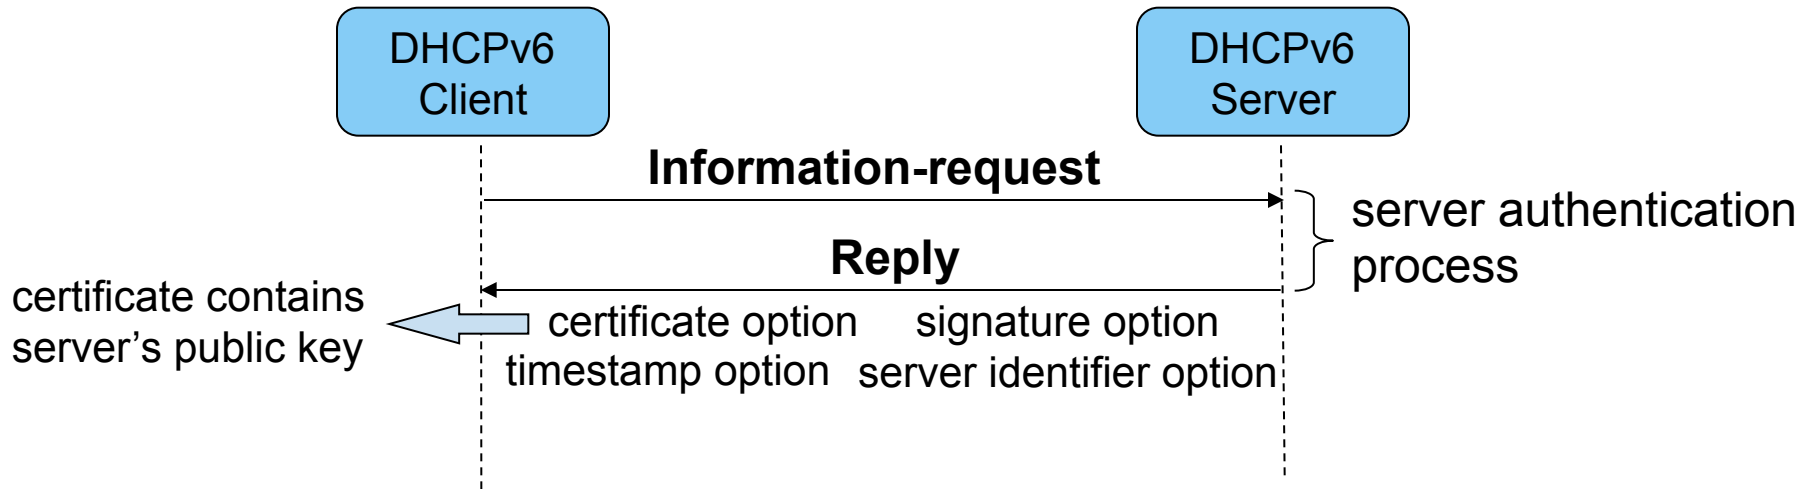 DHCPv6
Client
DHCPv6
Server
Information-request
server authentication
process
Reply
certificate contains
server’s public key
certificate option signature option
timestamp option server identifier option